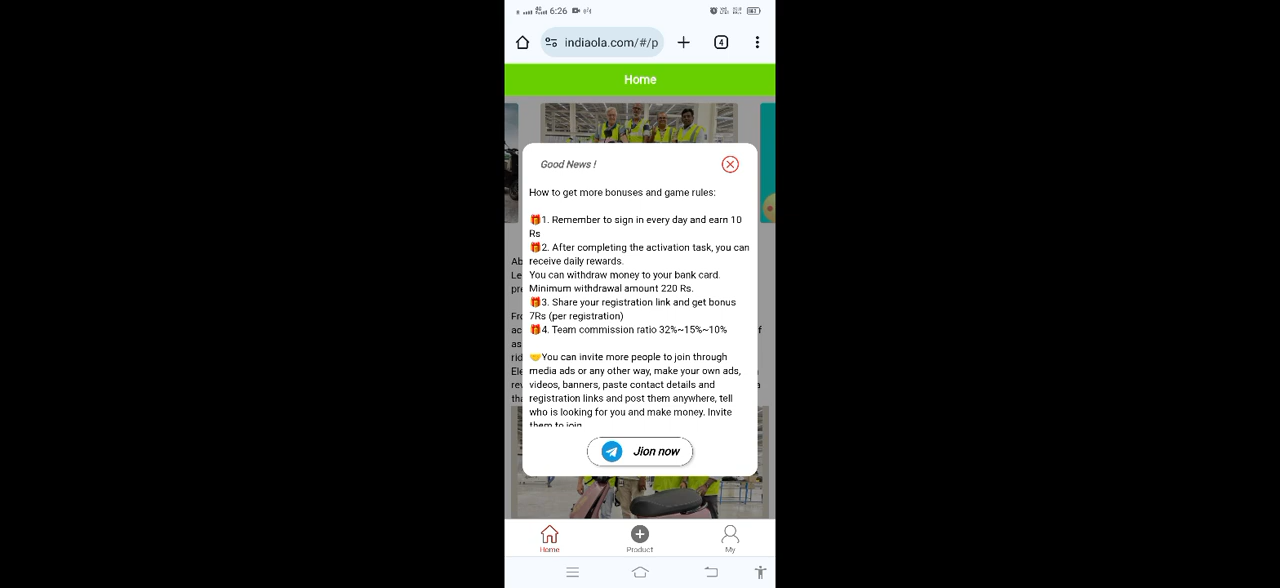 6:26
indiaola.com/#/p
4
Home
Good News !
How to get more bonuses and game rules:
🎁1. Remember to sign in every day and earn 10
Rs
🎁2. After completing the activation task, you can
receive daily rewards.
You can withdraw money to your bank card.
Minimum withdrawal amount 220 Rs.
🎁3. Share your registration link and get bonus
7Rs (per registration)
🎁4. Team commission ratio 32%~15%~10%
🤝You can invite more people to join through
media ads or any other way, make your own ads,
videos, banners, paste contact details and
registration links and post them anywhere, tell
who is looking for you and make money. Invite
them to join
Jion now
Home
Product
My